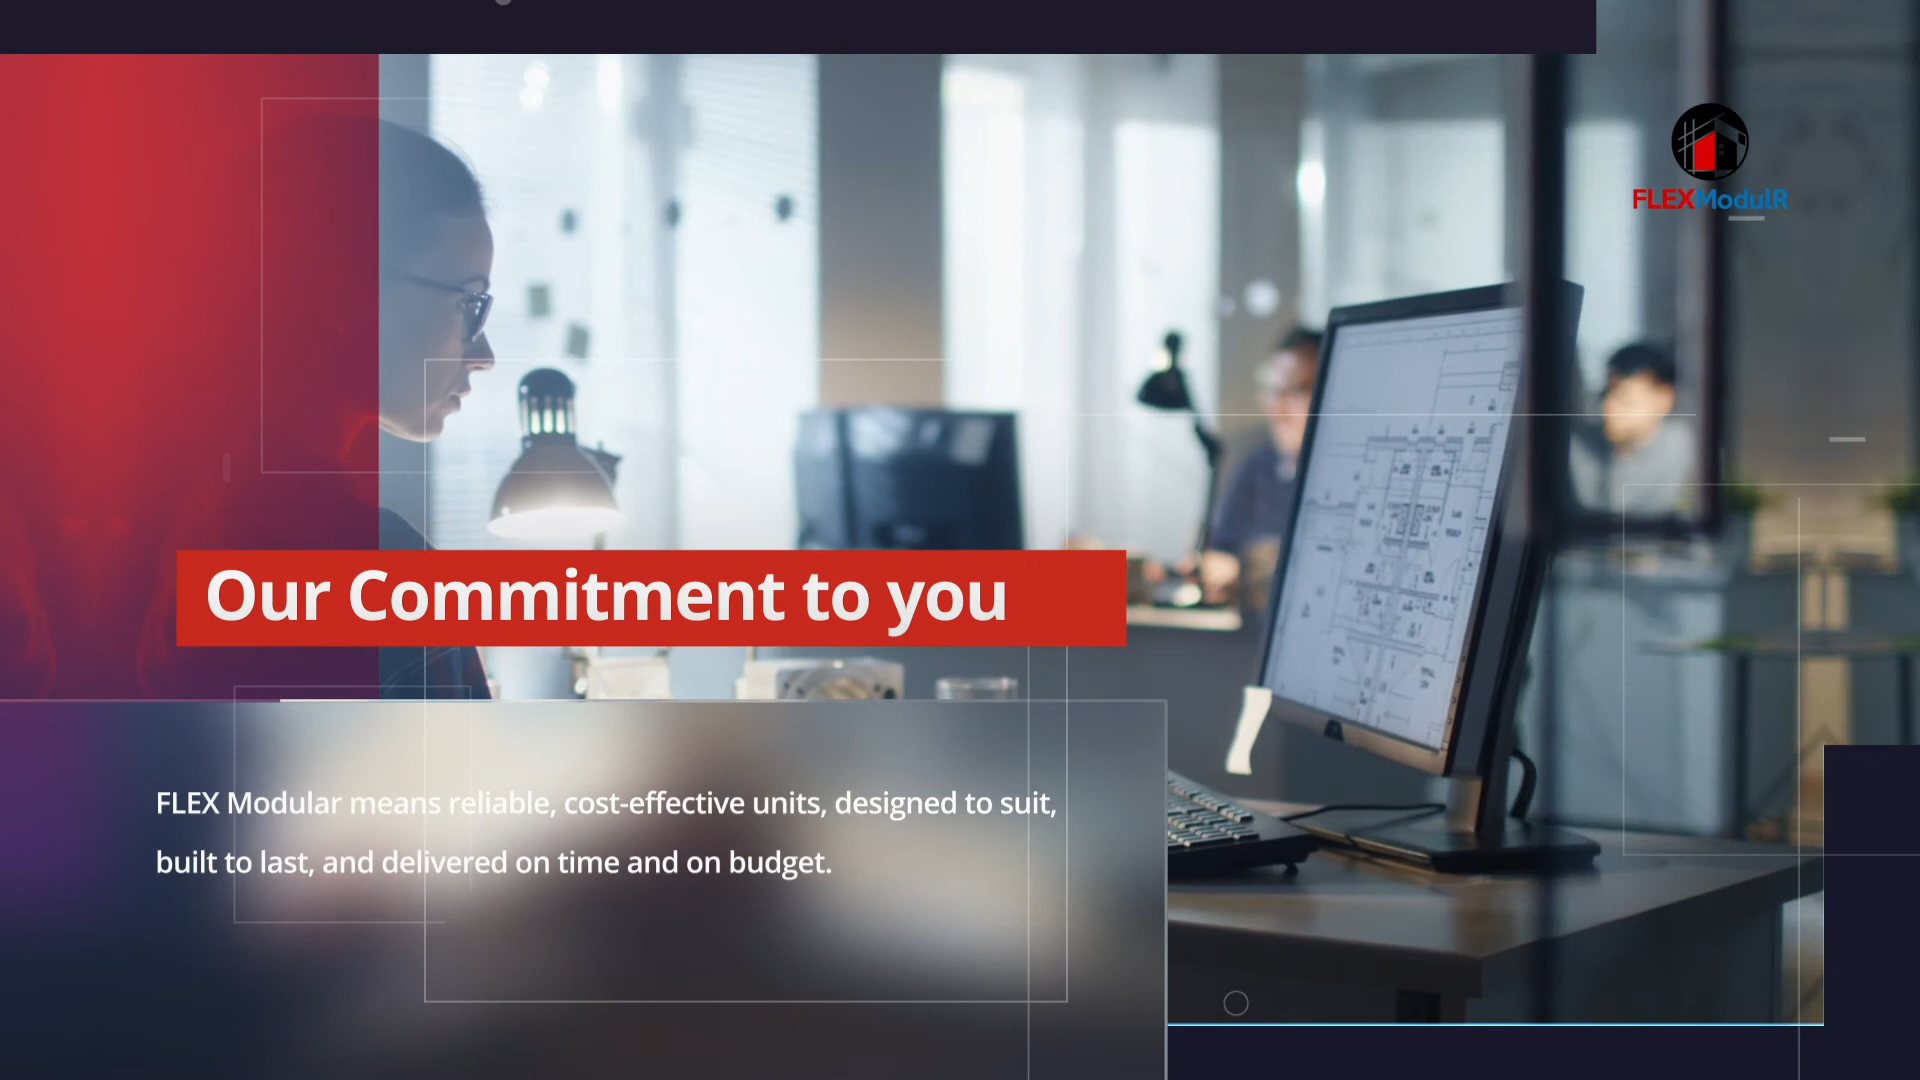 FLEXModulR
Our Commitment to you
FLEX Modular means reliable, cost-effective units, designed to suit,
built to last, and delivered on time and on budget.